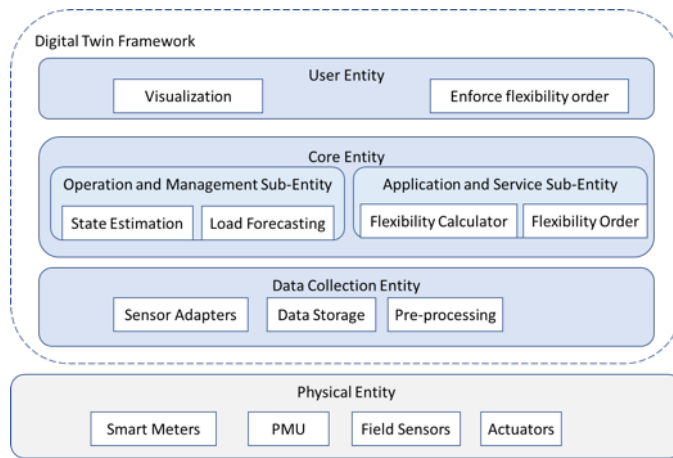 Digital Twin Framework
User Entity
Visualization
Enforce flexibility order
Core Entity
Operation and Management Sub-Entity
Application and Service Sub-Entity
State Estimation
Load Forecasting
Flexibility Calculator
Flexibility Order
Data Collection Entity
Sensor Adapters
Data Storage
Pre-processing
Physical Entity
Smart Meters
PMU
Field Sensors
Actuators